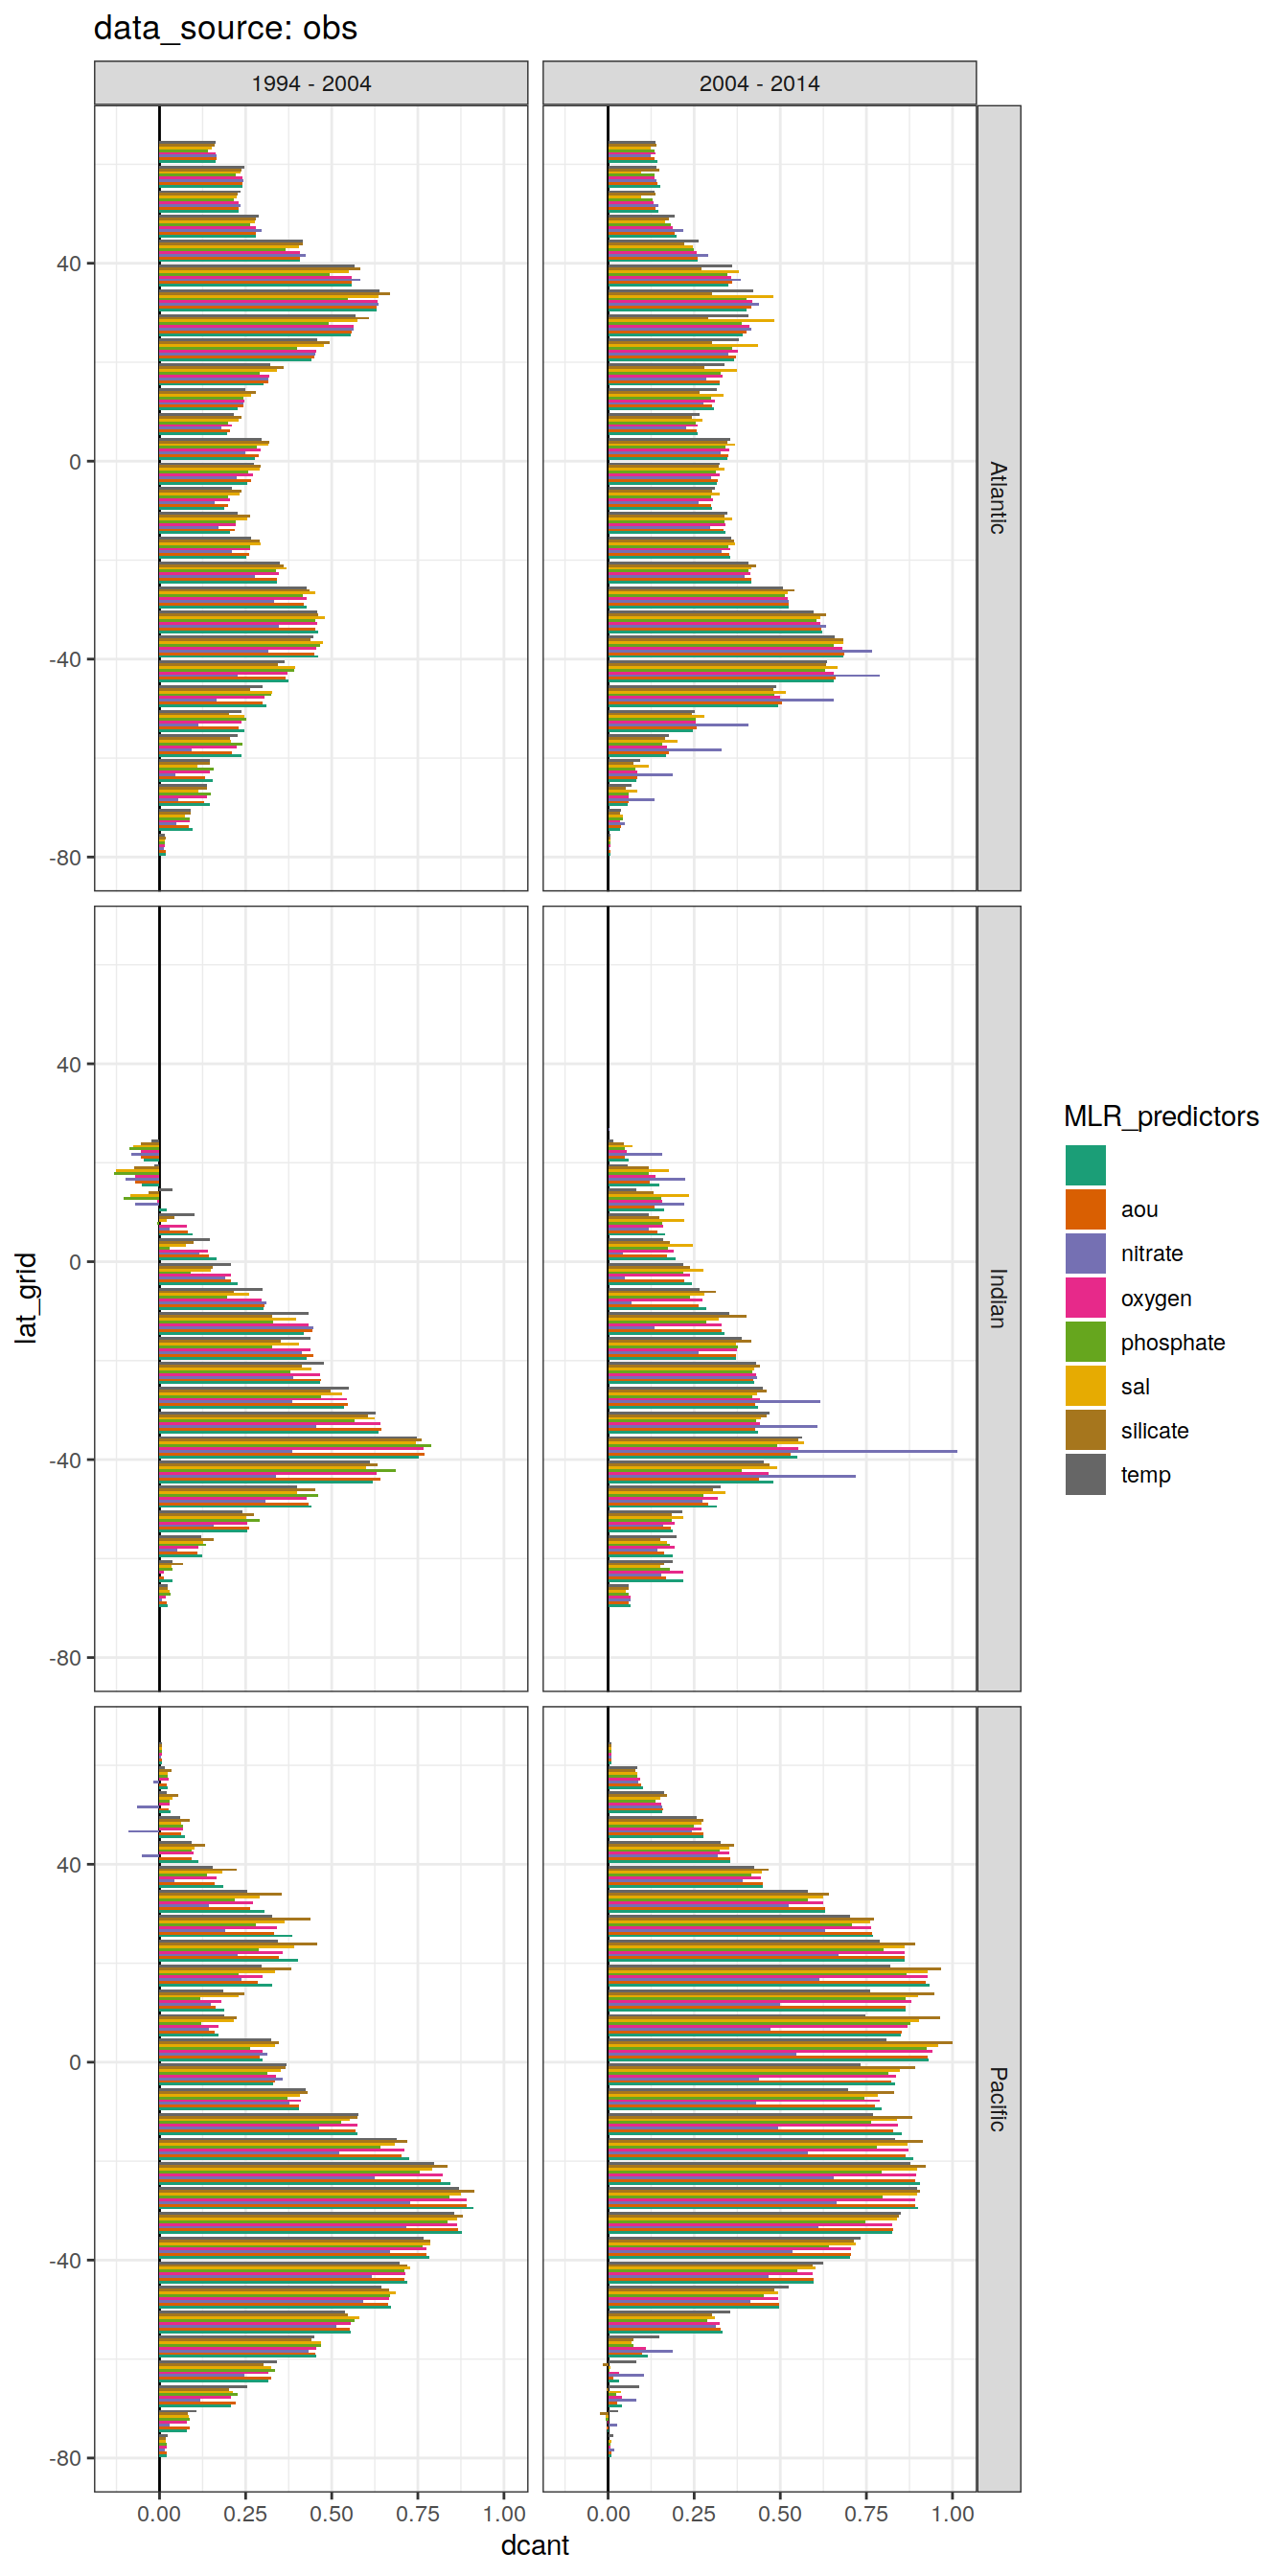 data_source: obs
1994 - 2004
2004 - 2014
40
0
-40
-80
Atlantic
40
0
-40
-80
Indian
40
0
-40
-80
Pacific
lat_grid
0.00 0.25 0.50 0.75 1.00
0.00 0.25 0.50 0.75 1.00
dcant
MLR_predictors
aou
nitrate
oxygen
phosphate
sal
silicate
temp